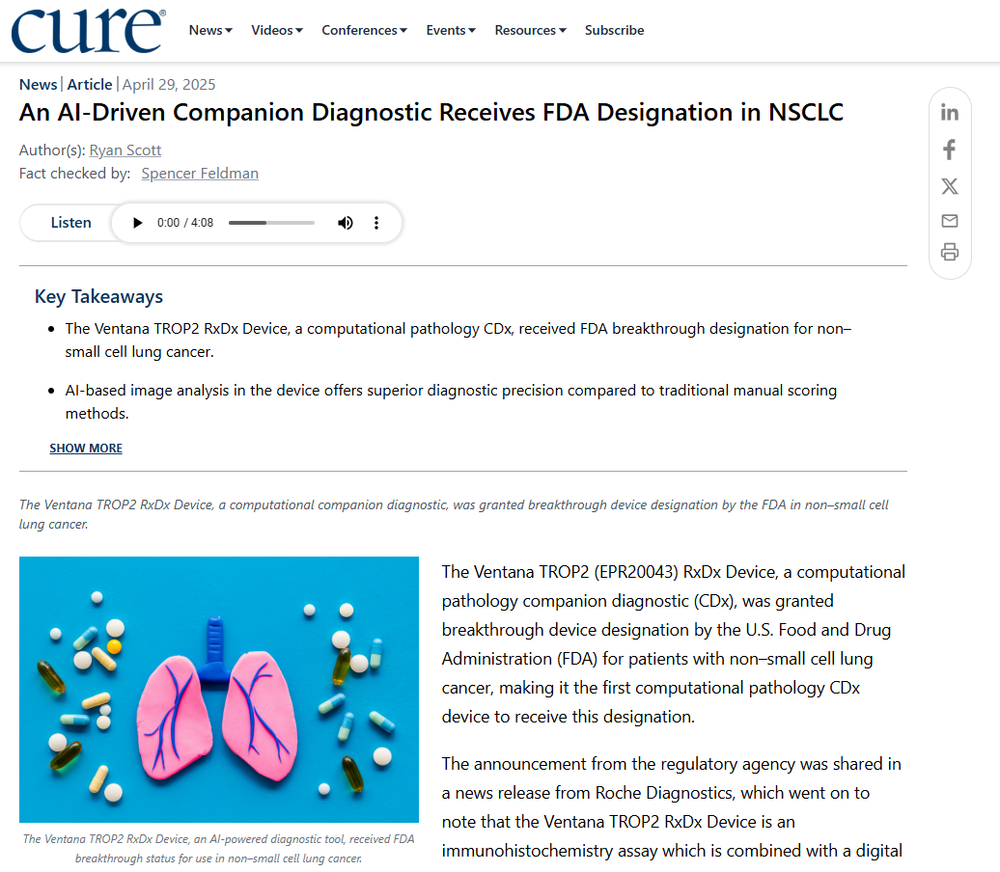 cure®
News Videos Conferences Events Resources Subscribe
News | Article | April 29, 2025
An AI-Driven Companion Diagnostic Receives FDA Designation in NSCLC
Author(s): Ryan Scott
Fact checked by: Spencer Feldman
Listen 0:00 / 4:08
Key Takeaways
• The Ventana TROP2 RxDx Device, a computational pathology CDx, received FDA breakthrough designation for non–
small cell lung cancer.
• AI-based image analysis in the device offers superior diagnostic precision compared to traditional manual scoring
methods.
SHOW MORE
The Ventana TROP2 RxDx Device, a computational companion diagnostic, was granted breakthrough device designation by the FDA in non–small cell
lung cancer.
The Ventana TROP2 RxDx Device, an AI-powered diagnostic tool, received FDA
breakthrough status for use in non–small cell lung cancer.
The Ventana TROP2 (EPR20043) RxDx Device, a computational
pathology companion diagnostic (CDx), was granted
breakthrough device designation by the U.S. Food and Drug
Administration (FDA) for patients with non–small cell lung
cancer, making it the first computational pathology CDx
device to receive this designation.
The announcement from the regulatory agency was shared in
a news release from Roche Diagnostics, which went on to
note that the Ventana TROP2 RxDx Device is an
immunohistochemistry assay which is combined with a digital